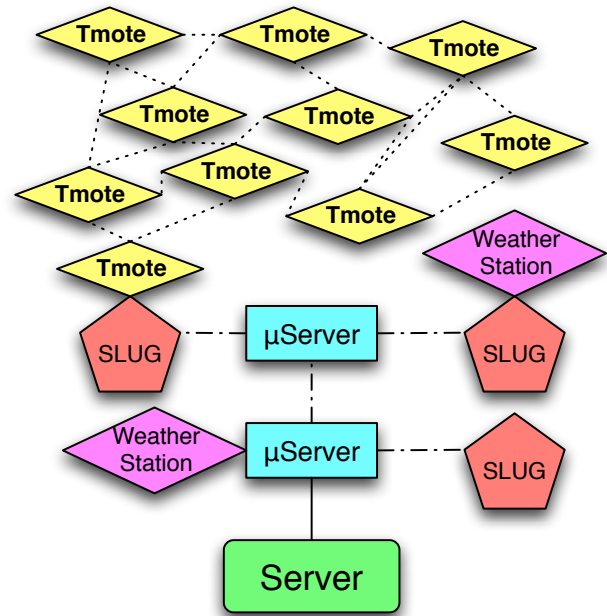 Tmote
Tmote
Tmote
Tmote
Tmote
Tmote
Tmote
Tmote
Tmote
Tmote
Weather
Station
SLUG
µServer
SLUG
Weather
Station
µServer
SLUG
Server